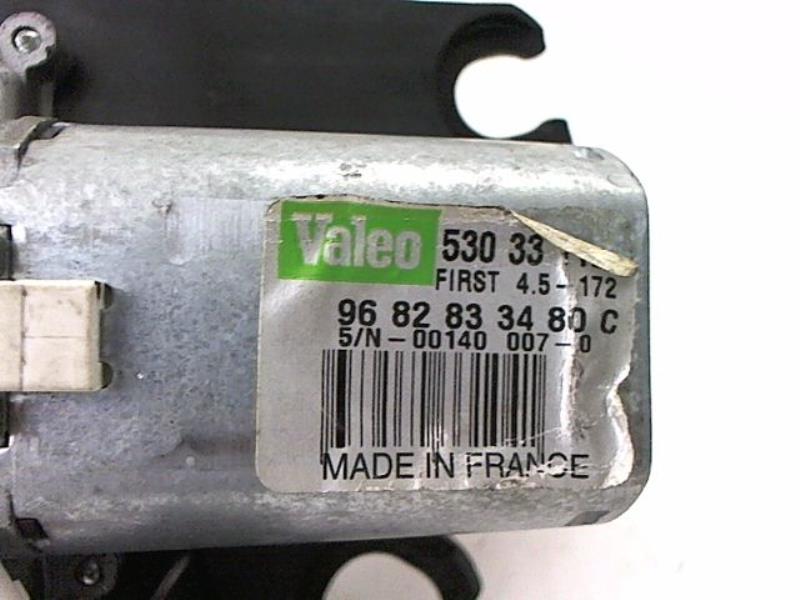 Valeo 530 33
FIRST 4.5-172
96 82 83 34 80 C
S/N-00140 007-0
MADE IN FRANCE